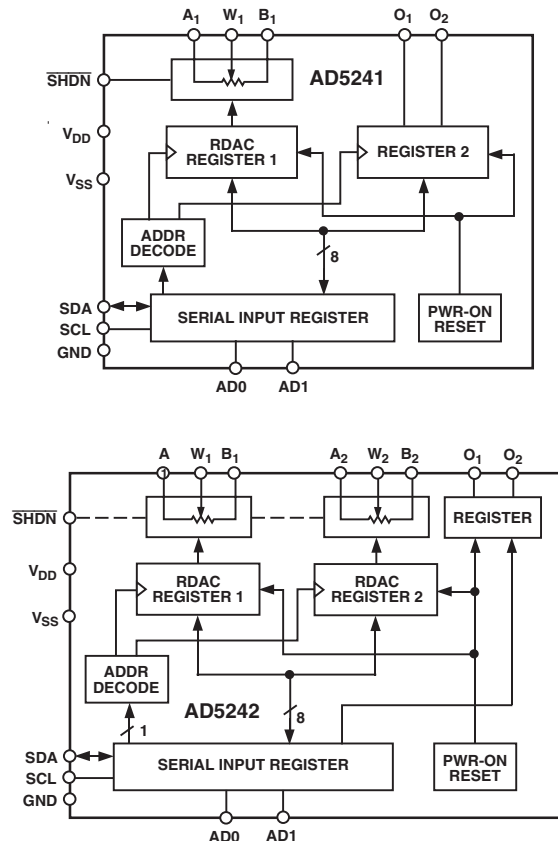 A1 W1 B1 O1 O2
SHDN
AD5241
VDD
RDAC
REGISTER 1
REGISTER 2
VSS
ADDR
DECODE
8
SDA
SERIAL INPUT REGISTER
PWR-ON
RESET
SCL
GND
AD0 AD1
A W1 B1 A2 W2 B2 O1 O2
1
SHDN
REGISTER
VDD
RDAC
REGISTER 1
RDAC
REGISTER 2
VSS
ADDR
DECODE
AD5242
1
8
SDA
SERIAL INPUT REGISTER
PWR-ON
RESET
SCL
GND
AD0 AD1